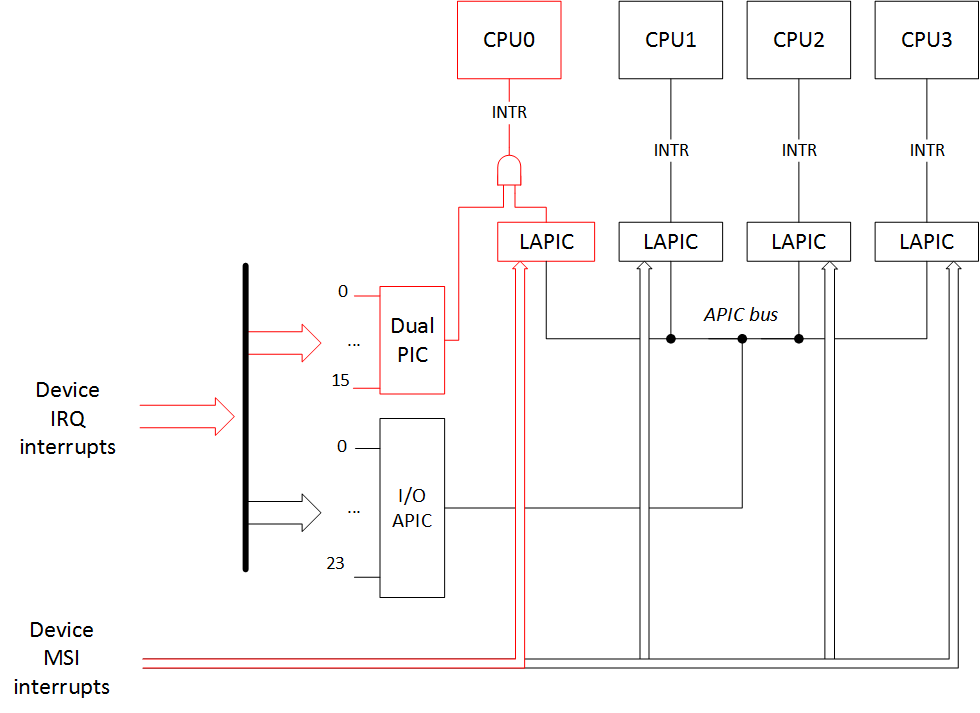 CPU0
CPU1
CPU2
CPU3
INTR
INTR
INTR
INTR
LAPIC
LAPIC
LAPIC
LAPIC
APIC bus
0
...
15
Dual
PIC
Device
IRQ
interrupts
0
...
23
I/O
APIC
Device
MSI
interrupts